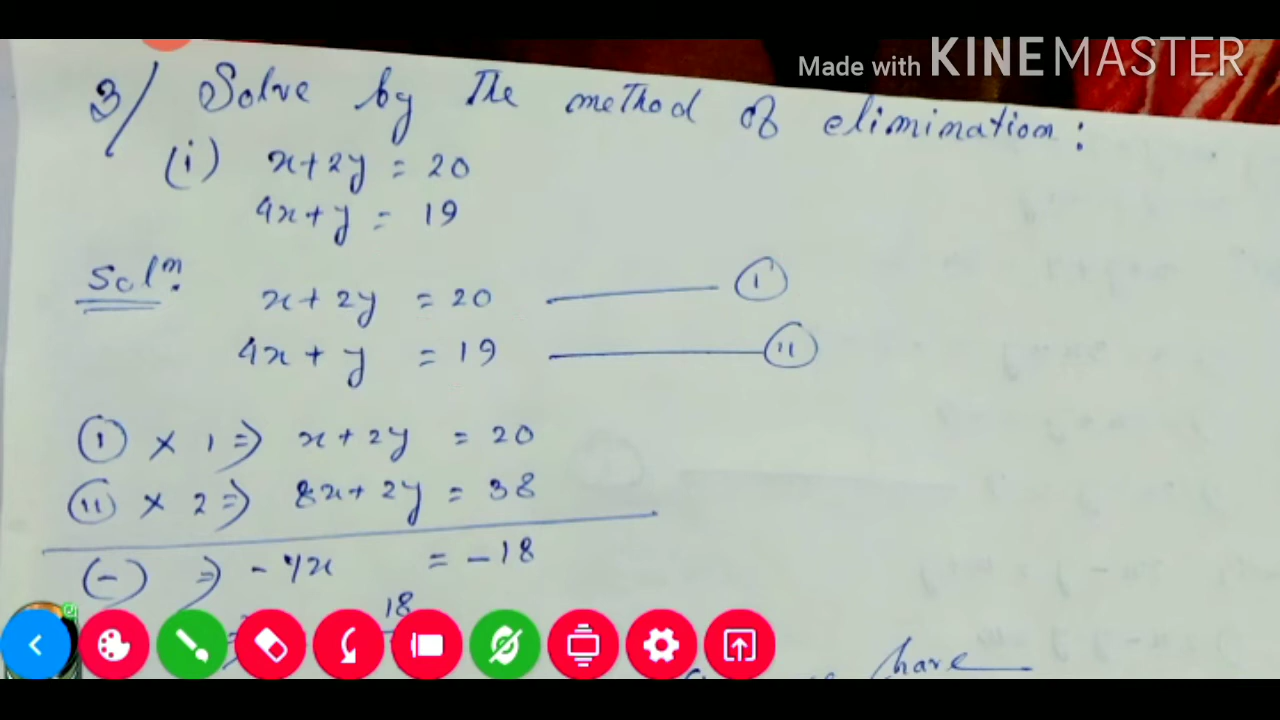 Made with KINEMASTER
3/ Solve by The method of elimination:
(i) x+2y = 20
4x+y = 19
Solⁿ.
x+2y = 20 (i)
4x+y = 19 (ii)
(i) × 1 => x+2y = 20
(ii) × 2 => 8x+2y = 38
(-) => -7x = -18
18
have